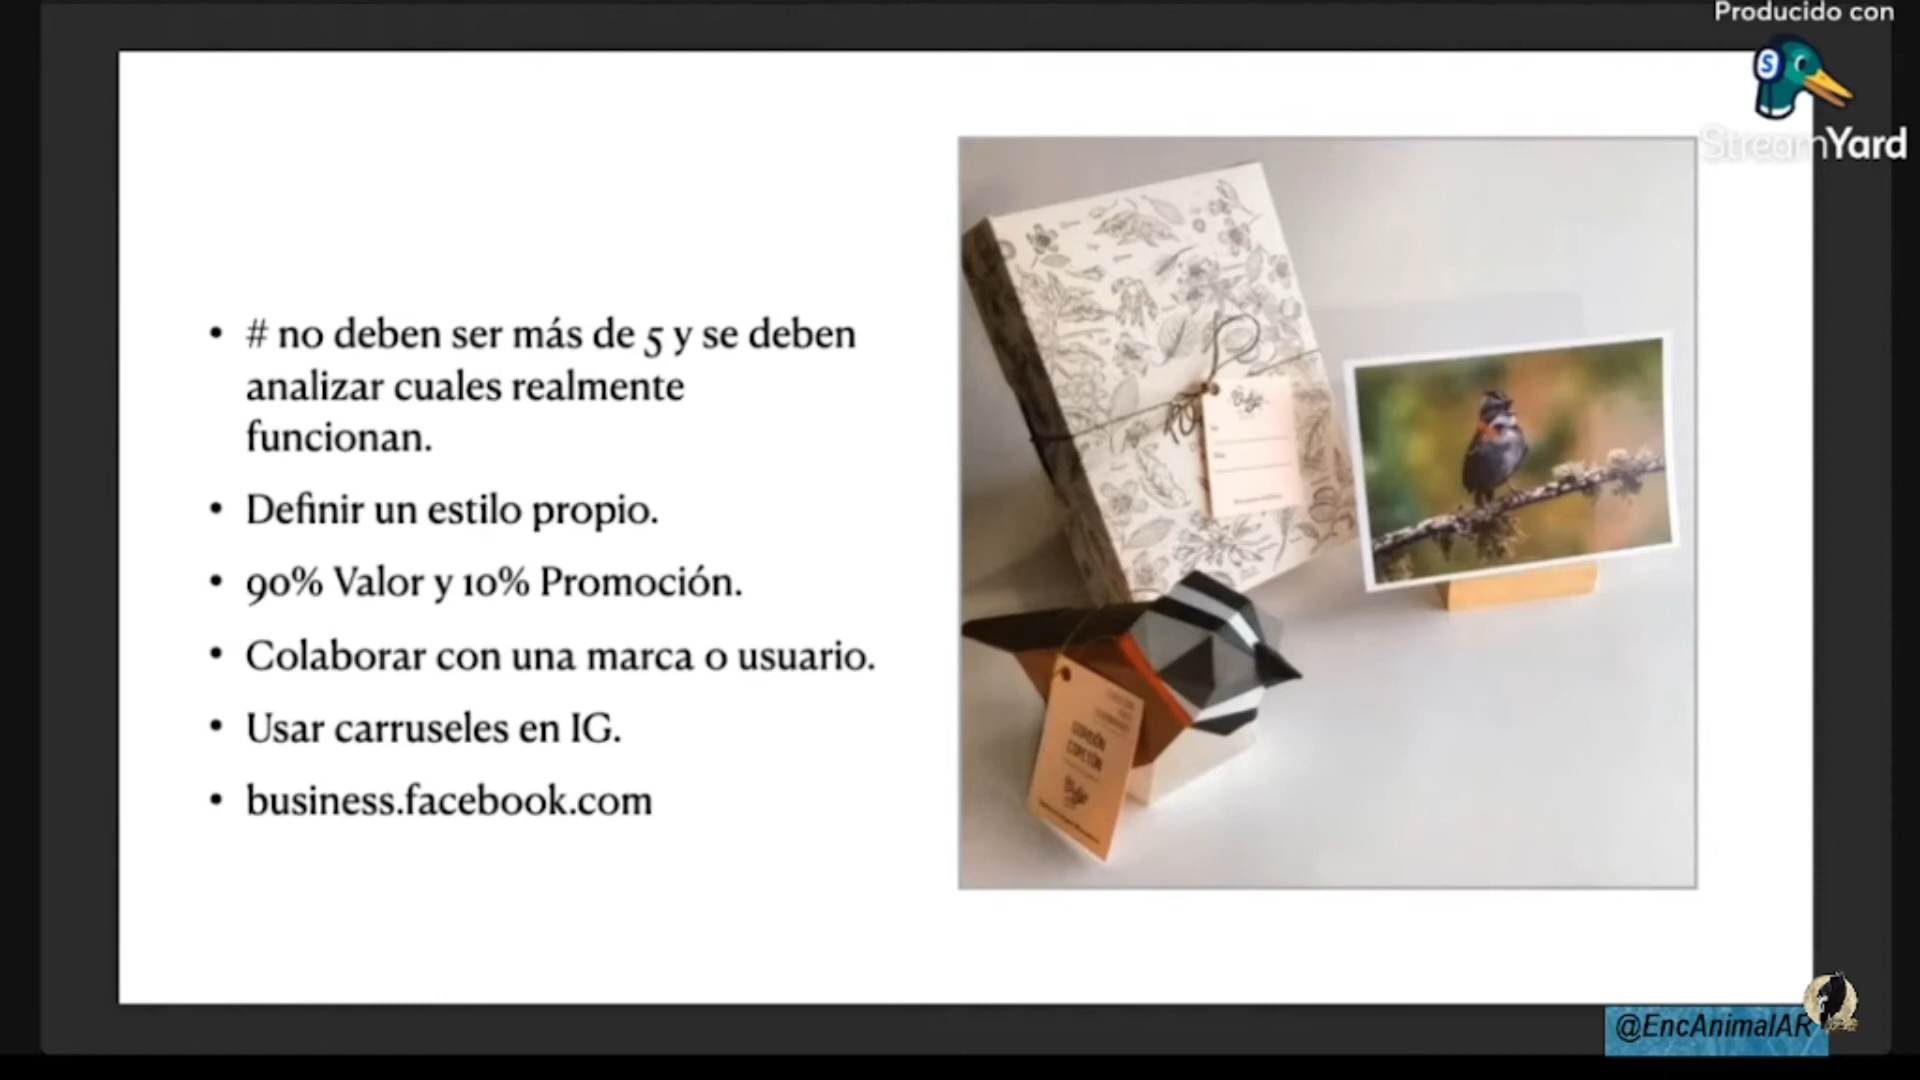 Producido con
StreamYard
# no deben ser más de 5 y se deben
analizar cuales realmente
funcionan.
Definir un estilo propio.
90% Valor y 10% Promoción.
Colaborar con una marca o usuario.
Usar carruseles en IG.
business.facebook.com
COPETÓN
@EncAnimalAR